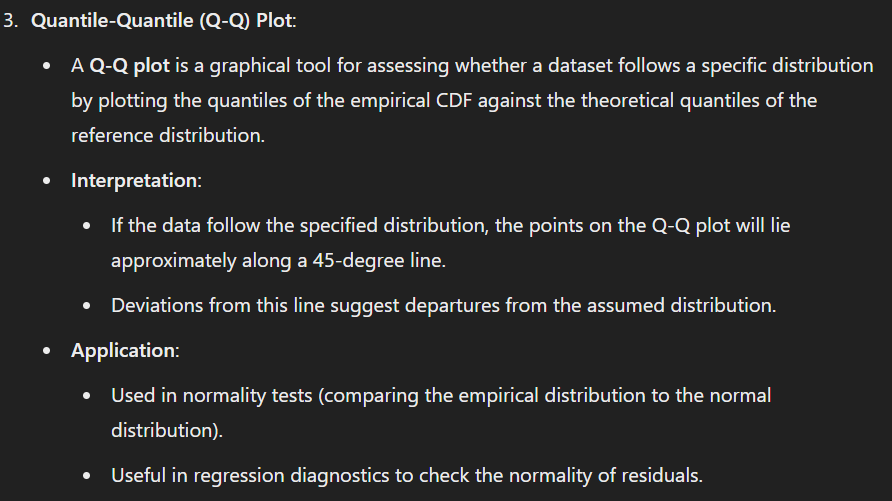 3. Quantile-Quantile (Q-Q) Plot:
• A Q-Q plot is a graphical tool for assessing whether a dataset follows a specific distribution
by plotting the quantiles of the empirical CDF against the theoretical quantiles of the
reference distribution.
• Interpretation:
• If the data follow the specified distribution, the points on the Q-Q plot will lie
approximately along a 45-degree line.
• Deviations from this line suggest departures from the assumed distribution.
• Application:
• Used in normality tests (comparing the empirical distribution to the normal
distribution).
• Useful in regression diagnostics to check the normality of residuals.